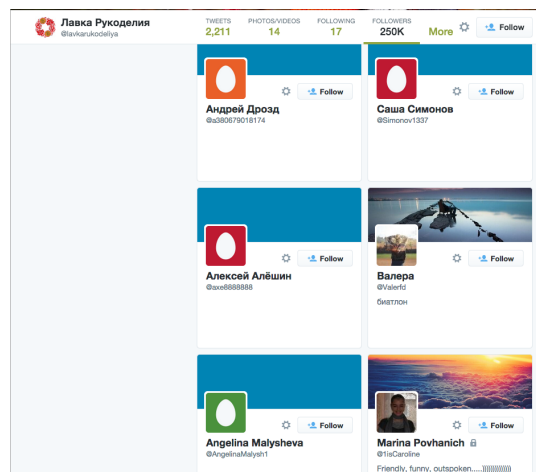 Лавка Рукоделия
@lavkarukodeliya
TWEETS
2,211
PHOTOS/VIDEOS
14
FOLLOWING
17
FOLLOWERS
250K
More
Follow
Follow
Андрей Дрозд
@a380679018174
Follow
Саша Симонов
@Simonov1337
Follow
Алексей Алёшин
@axe8888888
Follow
Валера
@Valerfd
биатлон
Follow
Angelina Malysheva
@AngelinaMalysh1
Follow
Marina Povhanich
@1isCaroline
Friendly, funny, outspoken.....)))))))))))))